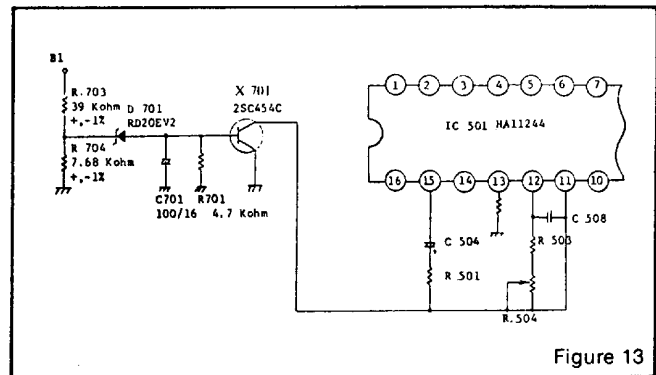 B1
R.703
39 Kohm
+,-1%
D 701
RD20EV2
R 704
7.68 Kohm
+,-1%
C701
100/16
R701
4.7 Kohm
X 701
2SC454C
1 2 3 4 5 6 7
IC 501 HA11244
16 15 14 13 12 11 10
C 504
R 501
C 508
R 503
R.504
Figure 13